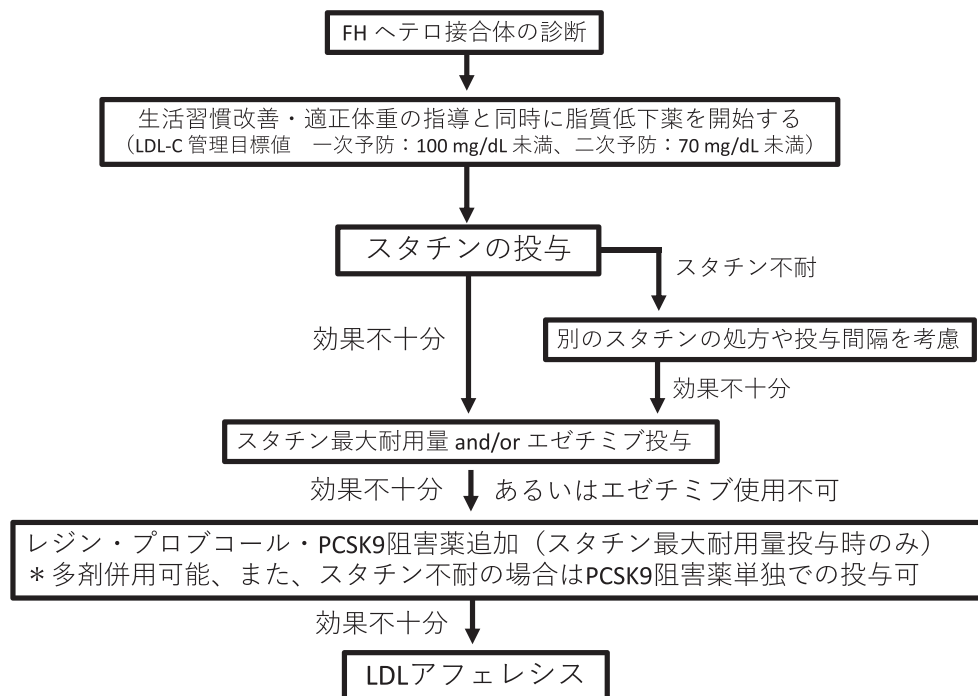 FH ヘテロ接合体の診断
生活習慣改善・適正体重の指導と同時に脂質低下薬を開始する
（LDL-C 管理目標値　一次予防：100 mg/dL 未満、二次予防：70 mg/dL 未満）
スタチンの投与
スタチン不耐
効果不十分
別のスタチンの処方や投与間隔を考慮
効果不十分
スタチン最大耐用量 and/or エゼチミブ投与
効果不十分　あるいはエゼチミブ使用不可
レジン・プロブコール・PCSK9阻害薬追加（スタチン最大耐用量投与時のみ）
＊多剤併用可能、また、スタチン不耐の場合はPCSK9阻害薬単独での投与可
効果不十分
LDLアフェレシス